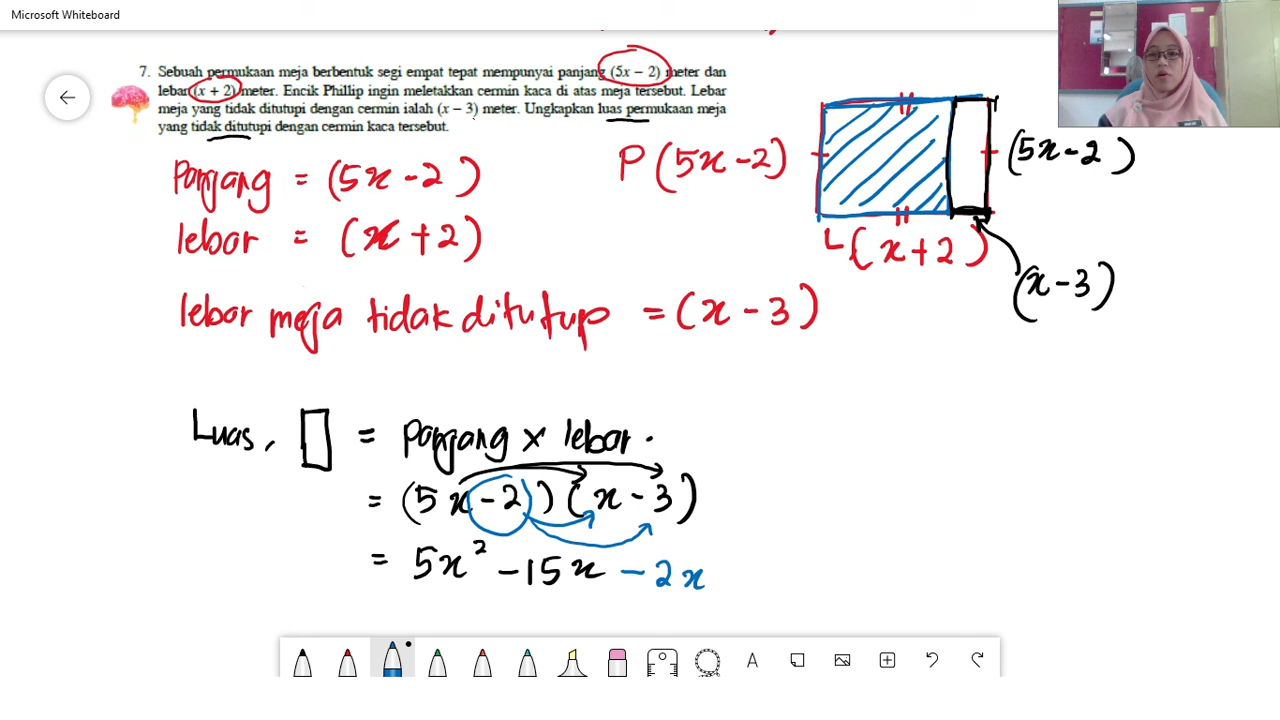 Microsoft Whiteboard
7. Sebuah permukaan meja berbentuk segi empat tepat mempunyai panjang (5x – 2) meter dan
lebar (x + 2) meter. Encik Phillip ingin meletakkan cermin kaca di atas meja tersebut. Lebar
meja yang tidak ditutupi dengan cermin ialah (x – 3) meter. Ungkapkan luas permukaan meja
yang tidak ditutupi dengan cermin kaca tersebut.
P (5x - 2)
(5x - 2)
L (x + 2)
(x - 3)
Panjang = (5x - 2)
lebar = (x + 2)
lebar meja tidak ditutup = (x - 3)
Luas, = panjang x lebar.
= (5x - 2) (x - 3)
= 5x² - 15x - 2x
A